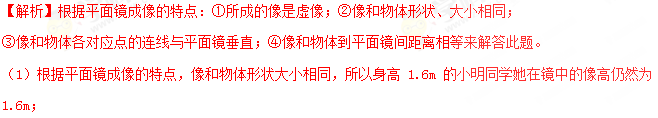 【解析】根据平面镜成像的特点：①所成的像是虚像；②像和物体形状、大小相同；
③像和物体各对应点的连线与平面镜垂直；④像和物体到平面镜间距离相等来解答此题。
（1）根据平面镜成像的特点，像和物体形状大小相同，所以身高 1.6m 的小明同学她在镜中的像高仍然为
1.6m；